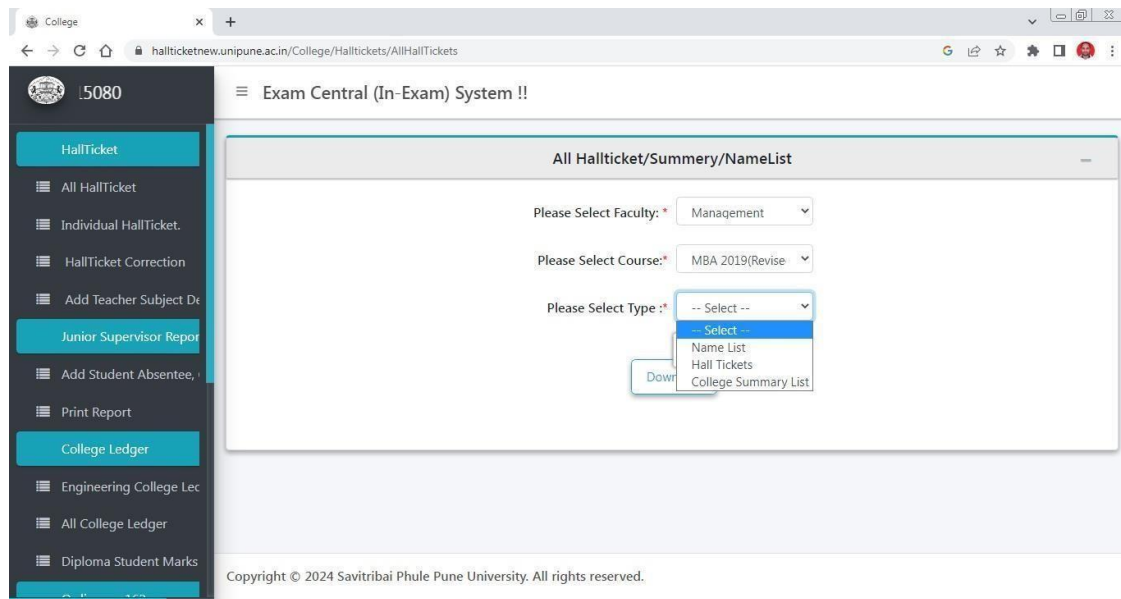 College
hallticketnew.unipune.ac.in/College/Halltickets/AllHallTickets
5080
Exam Central (In-Exam) System !!
HallTicket
All HallTicket
Individual HallTicket.
HallTicket Correction
Add Teacher Subject De
Junior Supervisor Repor
Add Student Absentee,
Print Report
College Ledger
Engineering College Lec
All College Ledger
Diploma Student Marks
All Hallticket/Summery/NameList
Please Select Faculty: * Management
Please Select Course:* MBA 2019(Revise
Please Select Type :* -- Select --
-- Select --
Name List
Hall Tickets
College Summary List
Down
Copyright © 2024 Savitribai Phule Pune University. All rights reserved.